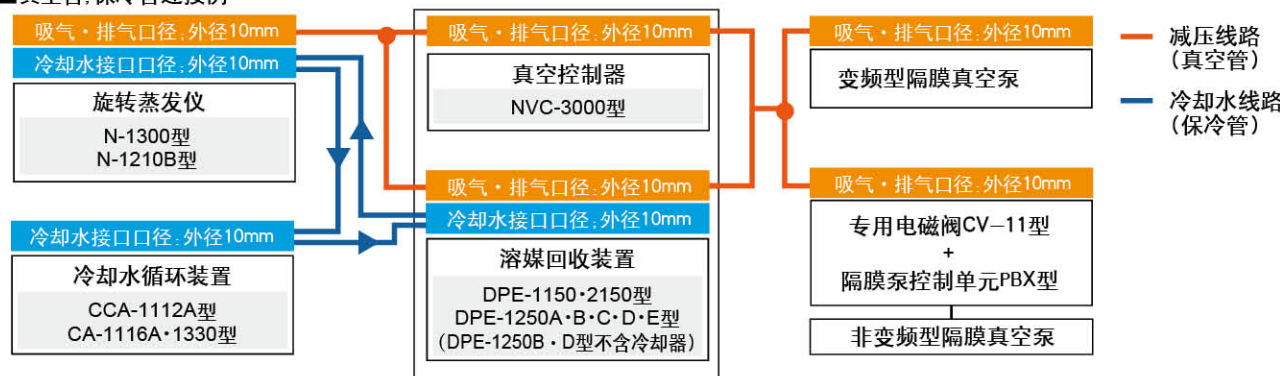 吸气・排气口径:外径10mm
冷却水接口口径:外径10mm
旋转蒸发仪
N-1300型
N-1210B型
冷却水接口口径:外径10mm
冷却水循环装置
CCA-1112A型
CA-1116A・1330型
吸气・排气口径:外径10mm
真空控制器
NVC-3000型
吸气・排气口径:外径10mm
冷却水接口口径:外径10mm
溶媒回收装置
DPE-1150・2150型
DPE-1250A・B・C・D・E型
(DPE-1250B・D型不含冷却器)
吸气・排气口径:外径10mm
变频型隔膜真空泵
吸气・排气口径:外径10mm
专用电磁阀CV-11型
+
隔膜泵控制单元PBX型
非变频型隔膜真空泵
减压线路
(真空管)
冷却水线路
(保冷管)